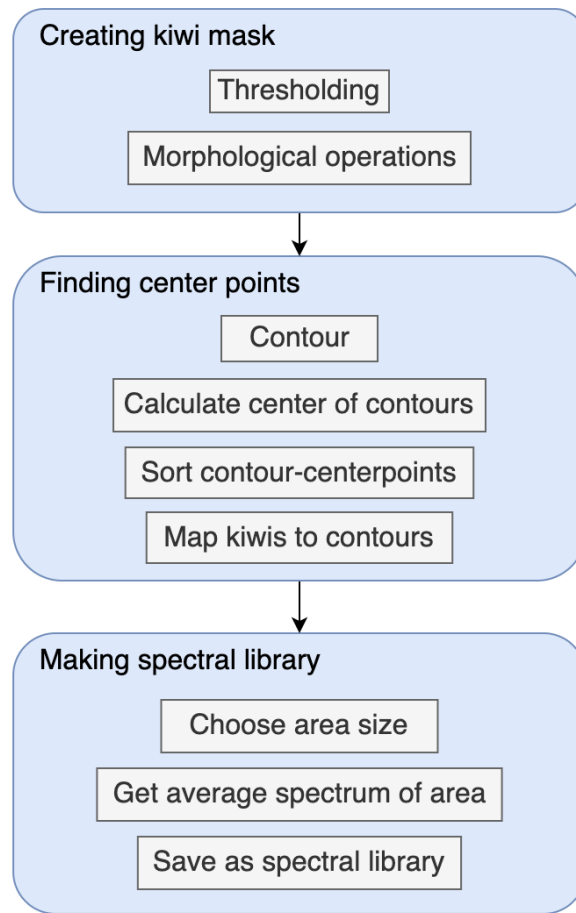 Creating kiwi mask
Thresholding
Morphological operations
Finding center points
Contour
Calculate center of contours
Sort contour-centerpoints
Map kiwis to contours
Making spectral library
Choose area size
Get average spectrum of area
Save as spectral library